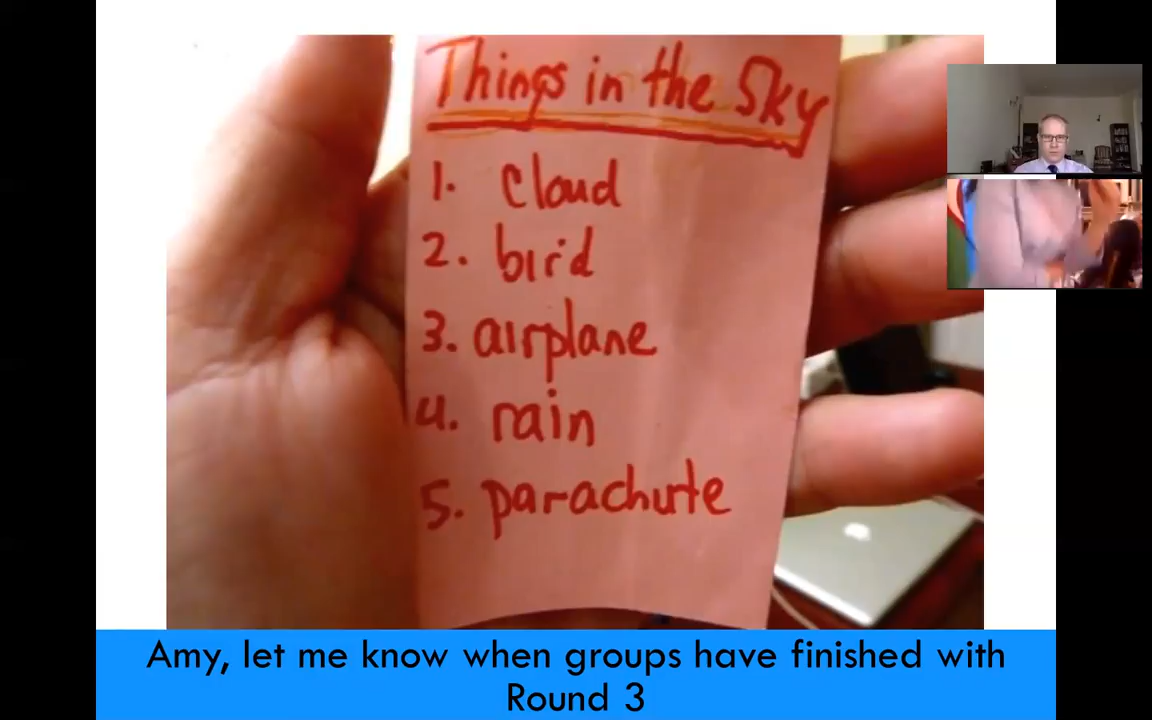 Things in the Sky
1. cloud
2. bird
3. airplane
4. rain
5. parachute
Amy, let me know when groups have finished with
Round 3